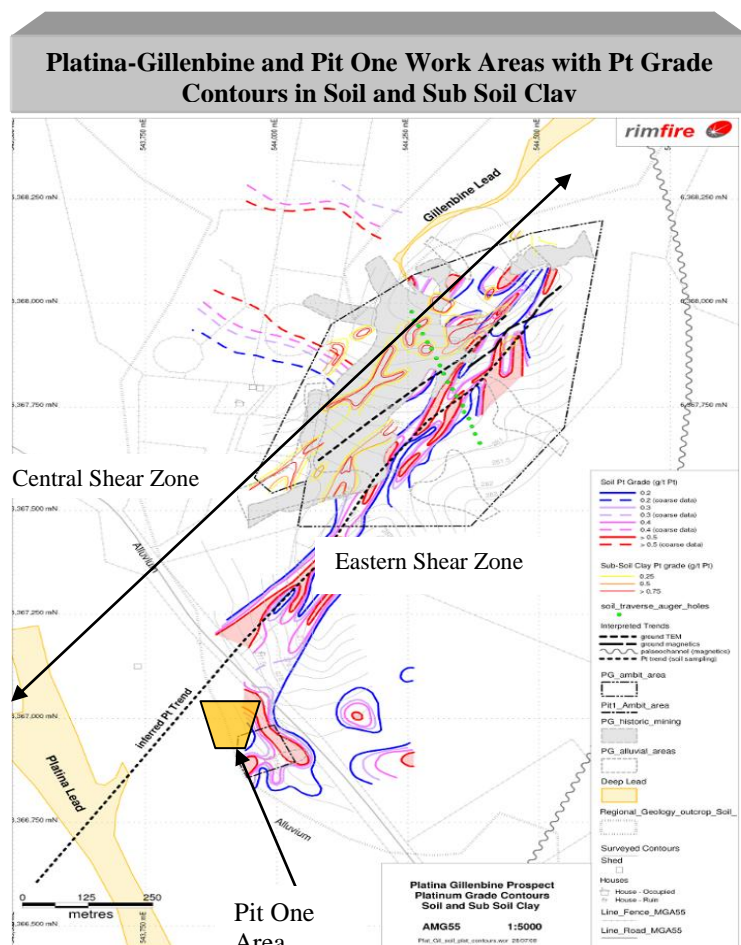 Platina-Gillenbine and Pit One Work Areas with Pt Grade
Contours in Soil and Sub Soil Clay
543,750 mE
544,000 mE
544,250 mE
544,500 mE
rimfire
6,368,250 mN
6,368,250 mN
Gillenbine Lead
6,368,000 mN
6,368,000 mN
6,367,750 mN
6,367,750 mN
Central Shear Zone
6,367,500 mN
Alluvium
Eastern Shear Zone
6,367,250 mN
6,367,000 mN
inferred Pt Trend
Platina Lead
6,366,750 mN
Alluvium
0 125 250
metres
6,366,500 mN
543,750 mE
Pit One
Area
Platina Gillenbine Prospect
Platinum Grade Contours
Soil and Sub Soil Clay
AMG55 1:5000
Plat_Gil_soil_plat_contours.wor 28/07/08
Soil Pt Grade (g/t Pt)
0.2
0.2 (coarse data)
0.3
0.3 (coarse data)
0.4
0.4 (coarse data)
> 0.5
> 0.5 (coarse data)
Sub-Soil Clay Pt grade (g/t Pt)
0.25
0.5
> 0.75
soil_traverse_auger_holes
Interpreted Trends
ground TEM
ground magnetics
palaeochannel (magnetics)
Pt trend (soil sampling)
PG_ambit_area
Pit1_Ambit_area
PG_historic_mining
PG_alluvial_areas
Deep Lead
Regional_Geology_outcrop_Soil_
Surveyed Contours
Shed
Houses
House - Occupied
House - Ruin
Line_Fence_MGA55
Line_Road_MGA55